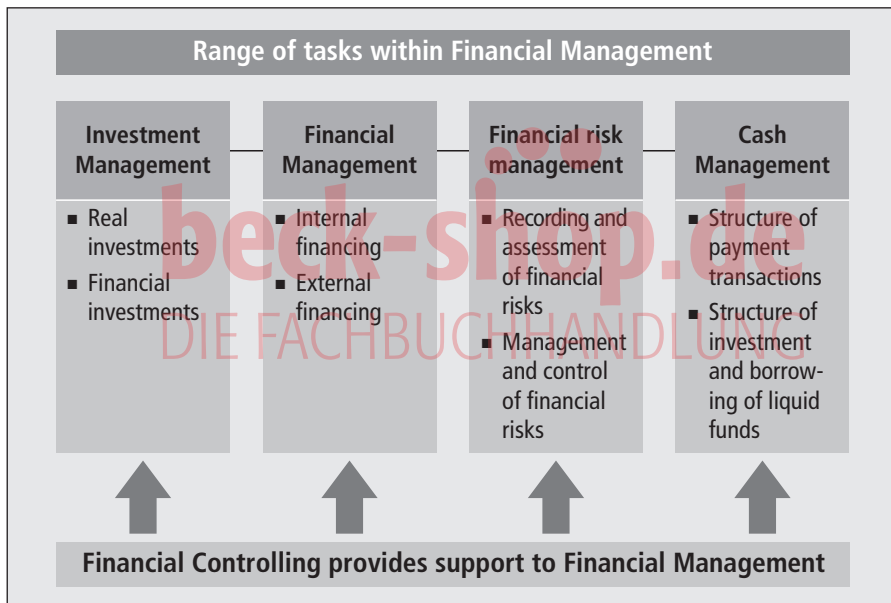 Range of tasks within Financial Management
Investment
Management
Financial
Management
Financial risk
management
Cash
Management
■ Real
investments
■ Financial
investments
■ Internal
financing
■ External
financing
■ Recording and
assessment
of financial
risks
■ Management
and control
of financial
risks
■ Structure of
payment
transactions
■ Structure of
investment
and borrow-
ing of liquid
funds
beck-shop.de
DIE FACHBUCHHANDLUNG
Financial Controlling provides support to Financial Management